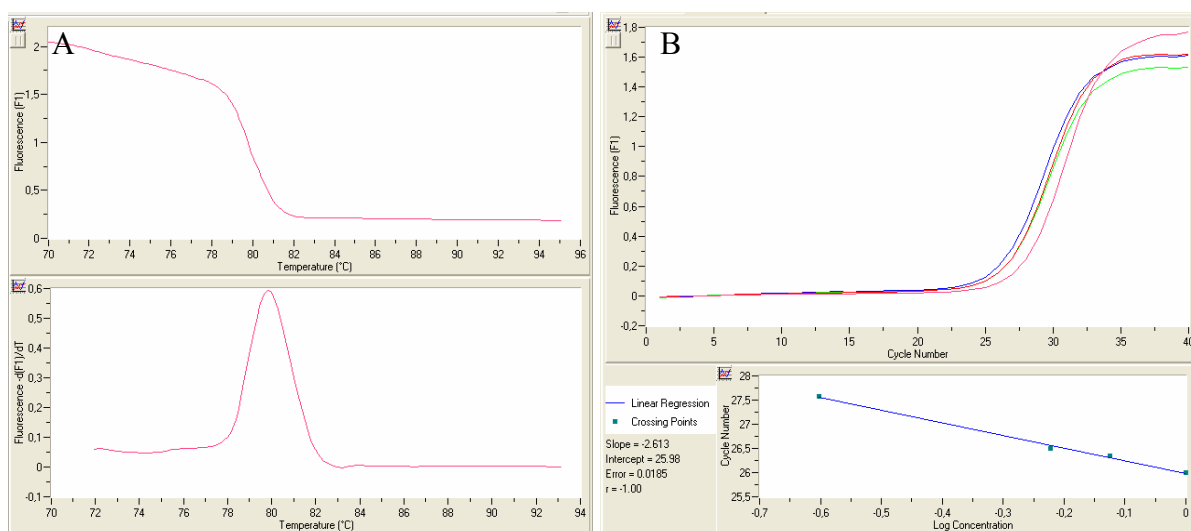 A
Fluorescence (F1)
2
1,5
1
0,5
0
70 72 74 76 78 80 82 84 86 88 90 92 94 96
Temperature (°C)
Fluorescence -d(F1)/dT
0,6
0,5
0,4
0,3
0,2
0,1
0
-0,1
70 72 74 76 78 80 82 84 86 88 90 92 94 96
Temperature (°C)
B
Fluorescence (F1)
1,8
1,6
1,4
1,2
1
0,8
0,6
0,4
0,2
0
-0,2
0 5 10 15 20 25 30 35 40
Cycle Number
Linear Regression
Crossing Points
Slope = -2.613
Intercept = 25.98
Error = 0.0185
r = -1.00
Cycle Number
28
27,5
27
26,5
26
25,5
-0,7 -0,6 -0,5 -0,4 -0,3 -0,2 -0,1 0
Log Concentration